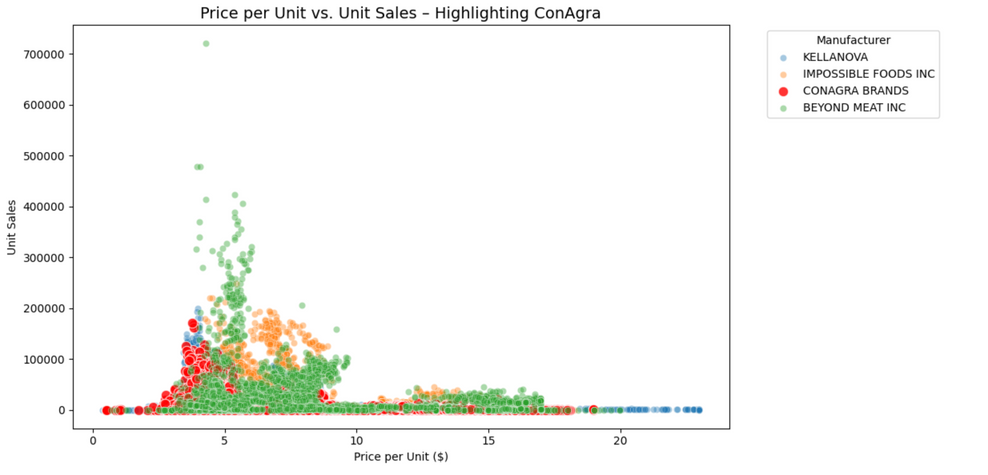 Price per Unit vs. Unit Sales – Highlighting ConAgra
Manufacturer
KELLANOVA
IMPOSSIBLE FOODS INC
CONAGRA BRANDS
BEYOND MEAT INC
Unit Sales
700000
600000
500000
400000
300000
200000
100000
0
0 5 10 15 20
Price per Unit ($)